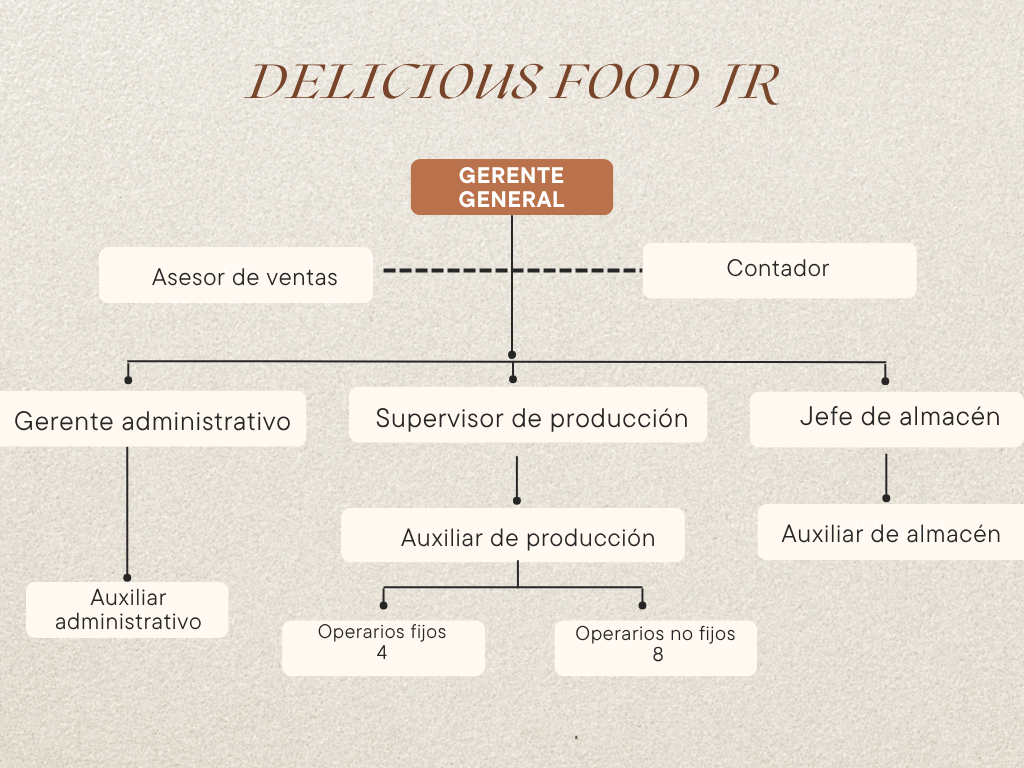 DELICIOUS FOOD JR
GERENTE
GENERAL
Asesor de ventas
Contador
Gerente administrativo
Supervisor de producción
Jefe de almacén
Auxiliar de producción
Auxiliar de almacén
Auxiliar
administrativo
Operarios fijos
4
Operarios no fijos
8